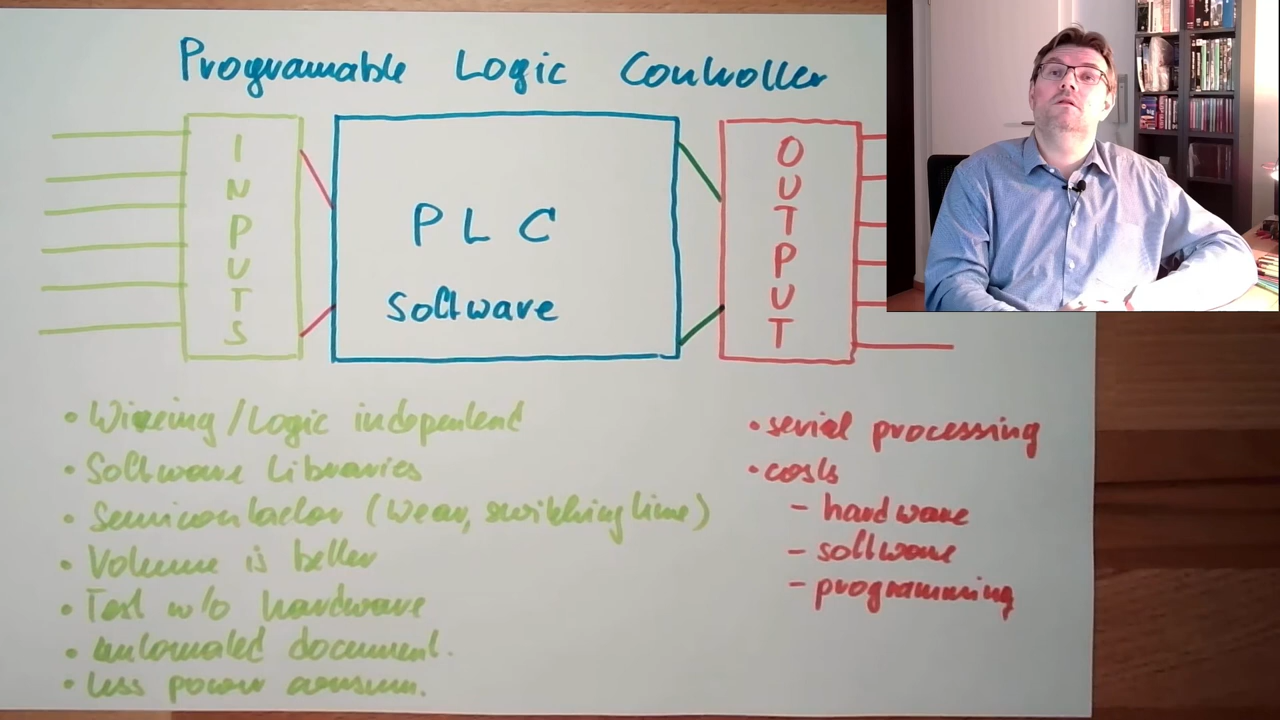 Programable Logic Controller
INPUTS
PLC
Software
OUTPUT
• Wireing / Logic independent
• Software Libraries
• Semiconductor (Wear, switching time)
• Volume is better
• Test w/o hardware
• automated document.
• less power consum.
• serial processing
• costs
– hardware
– software
– programming